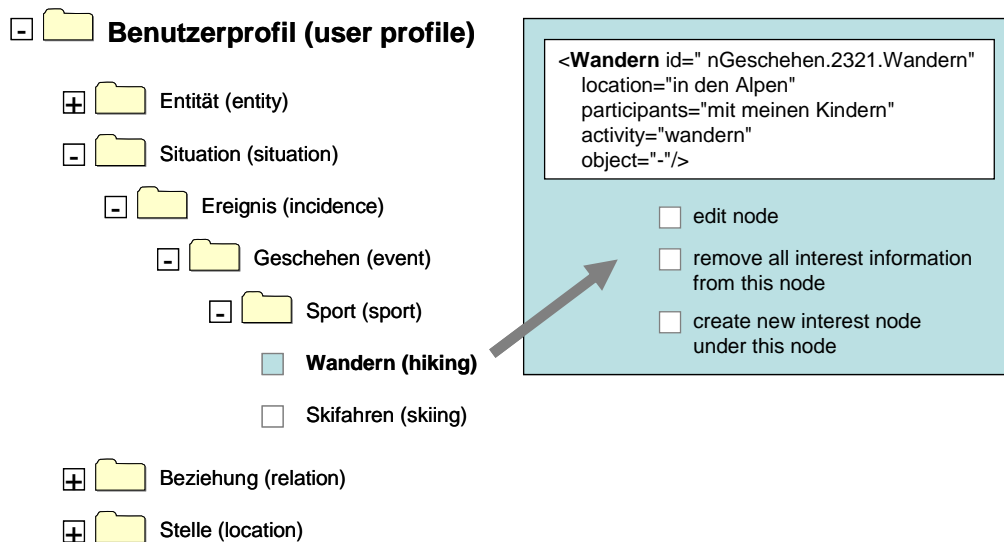 - Benutzerprofil (user profile)
+ Entität (entity)
- Situation (situation)
- Ereignis (incidence)
- Geschehen (event)
- Sport (sport)
Wandern (hiking)
Skifahren (skiing)
+ Beziehung (relation)
+ Stelle (location)
<Wandern id=" nGeschehen.2321.Wandern"
location="in den Alpen"
participants="mit meinen Kindern"
activity="wandern"
object="-"/>
edit node
remove all interest information
from this node
create new interest node
under this node